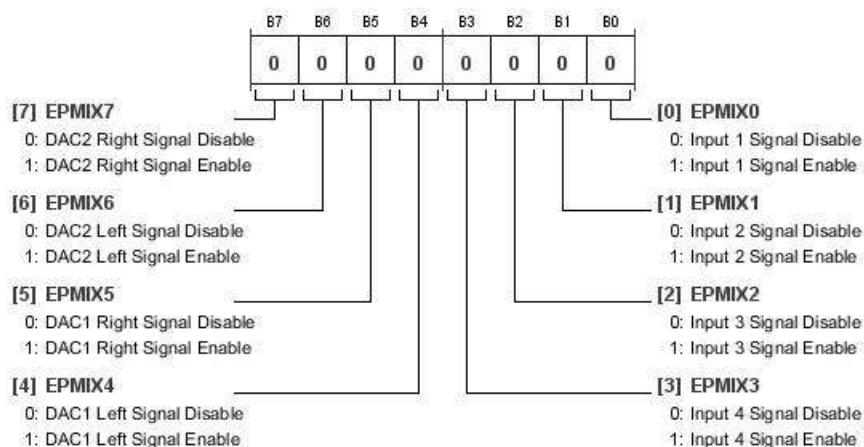 B7 B6 B5 B4 B3 B2 B1 B0
0 0 0 0 0 0 0 0
[7] EPMIX7
0: DAC2 Right Signal Disable
1: DAC2 Right Signal Enable
[6] EPMIX6
0: DAC2 Left Signal Disable
1: DAC2 Left Signal Enable
[5] EPMIX5
0: DAC1 Right Signal Disable
1: DAC1 Right Signal Enable
[4] EPMIX4
0: DAC1 Left Signal Disable
1: DAC1 Left Signal Enable
[0] EPMIX0
0: Input 1 Signal Disable
1: Input 1 Signal Enable
[1] EPMIX1
0: Input 2 Signal Disable
1: Input 2 Signal Enable
[2] EPMIX2
0: Input 3 Signal Disable
1: Input 3 Signal Enable
[3] EPMIX3
0: Input 4 Signal Disable
1: Input 4 Signal Enable